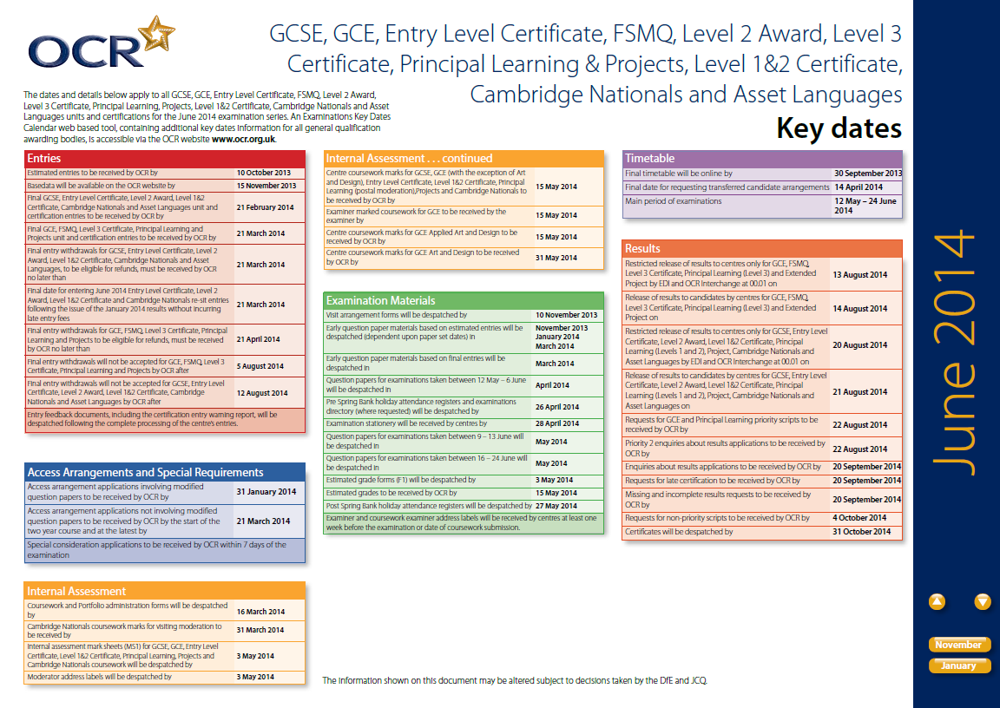 OCR
GCSE, GCE, Entry Level Certificate, FSMQ, Level 2 Award, Level 3
Certificate, Principal Learning & Projects, Level 1&2 Certificate,
Cambridge Nationals and Asset Languages
Key dates
The dates and details below apply to all GCSE, GCE, Entry Level Certificate, FSMQ, Level 2 Award,
Level 3 Certificate, Principal Learning, Projects, Level 1&2 Certificate, Cambridge Nationals and Asset
Languages units and certifications for the June 2014 examination series. An Examinations Key Dates
Calendar web based tool, containing additional key dates information for all general qualification
awarding bodies, is accessible via the OCR website www.ocr.org.uk.
Entries
Estimated entries to be received by OCR by 10 October 2013
Basedata will be available on the OCR website by 15 November 2013
Final GCSE, Entry Level Certificate, Level 2 Award, Level 1&2
Certificate, Cambridge Nationals and Asset Languages unit and
certification entries to be received by OCR by
21 February 2014
Final GCE, FSMQ, Level 3 Certificate, Principal Learning and
Projects unit and certification entries to be received by OCR by
21 March 2014
Final entry withdrawals for GCSE, Entry Level Certificate, Level 2
Award, Level 1&2 Certificate, Cambridge Nationals and Asset
Languages, to be eligible for refunds, must be received by OCR
no later than
21 March 2014
Final date for entering June 2014 Entry Level Certificate, Level 2
Award, Level 1&2 Certificate and Cambridge Nationals re-sit entries
following the issue of the January 2014 results without incurring
late entry fees
21 March 2014
Final entry withdrawals for GCE, FSMQ, Level 3 Certificate, Principal
Learning and Projects to be eligible for refunds, must be received
by OCR no later than
21 April 2014
Final entry withdrawals will not be accepted for GCE, FSMQ, Level 3
Certificate, Principal Learning and Projects by OCR after
5 August 2014
Final entry withdrawals will not be accepted for GCSE, Entry Level
Certificate, Level 2 Award, Level 1&2 Certificate, Cambridge
Nationals and Asset Languages by OCR after
12 August 2014
Entry feedback documents, including the certification entry warning report, will be
despatched following the complete processing of the centre's entries.
Access Arrangements and Special Requirements
Access arrangement applications involving modified
question papers to be received by OCR by
31 January 2014
Access arrangement applications not involving modified
question papers to be received by OCR by the start of the
two year course and at the latest by
21 March 2014
Special consideration applications to be received by OCR within 7 days of the
examination
Internal Assessment
Coursework and Portfolio administration forms will be despatched
by
16 March 2014
Cambridge Nationals coursework marks for visiting moderation to
be received by
31 March 2014
Internal assessment mark sheets (MS1) for GCSE, GCE, Entry Level
Certificate, Level 1&2 Certificate, Principal Learning, Projects and
Cambridge Nationals coursework will be despatched by
3 May 2014
Moderator address labels will be despatched by 3 May 2014
Internal Assessment . . . continued
Centre coursework marks for GCSE, GCE (with the exception of Art
and Design), Entry Level Certificate, Level 1&2 Certificate, Principal
Learning (postal moderation),Projects and Cambridge Nationals to
be received by OCR by
15 May 2014
Examiner marked coursework for GCE to be received by the
examiner by
15 May 2014
Centre coursework marks for GCE Applied Art and Design to be
received by OCR by
15 May 2014
Centre coursework marks for GCE Art and Design to be received
by OCR by
31 May 2014
Examination Materials
Visit arrangement forms will be despatched by 10 November 2013
Early question paper materials based on estimated entries will be
despatched (dependent upon paper set dates) in
November 2013
January 2014
March 2014
Early question paper materials based on final entries will be
despatched in
March 2014
Question papers for examinations taken between 12 May – 6 June
will be despatched in
April 2014
Pre Spring Bank holiday attendance registers and examinations
directory (where requested) will be despatched by
26 April 2014
Examination stationery will be received by centres by 28 April 2014
Question papers for examinations taken between 9 – 13 June will
be despatched in
May 2014
Question papers for examinations taken between 16 – 24 June will
be despatched in
May 2014
Estimated grade forms (F1) will be despatched by 3 May 2014
Estimated grades to be received by OCR by 15 May 2014
Post Spring Bank holiday attendance registers will be despatched by 27 May 2014
Examiner and coursework examiner address labels will be received by centres at least one
week before the examination or date of coursework submission.
Timetable
Final timetable will be online by 30 September 2013
Final date for requesting transferred candidate arrangements 14 April 2014
Main period of examinations 12 May – 24 June
2014
Results
Restricted release of results to centres only for GCE, FSMQ,
Level 3 Certificate, Principal Learning (Level 3) and Extended
Project by EDI and OCR Interchange at 00.01 on
13 August 2014
Release of results to candidates by centres for GCE, FSMQ,
Level 3 Certificate, Principal Learning (Level 3) and Extended
Project on
14 August 2014
Restricted release of results to centres only for GCSE, Entry Level
Certificate, Level 2 Award, Level 1&2 Certificate, Principal
Learning (Levels 1 and 2), Project, Cambridge Nationals and
Asset Languages by EDI and OCR Interchange at 00.01 on
20 August 2014
Release of results to candidates by centres for GCSE, Entry Level
Certificate, Level 2 Award, Level 1&2 Certificate, Principal
Learning (Levels 1 and 2), Project, Cambridge Nationals and
Asset Languages on
21 August 2014
Requests for GCE and Principal Learning priority scripts to be
received by OCR by
22 August 2014
Priority 2 enquiries about results applications to be received by
OCR by
22 August 2014
Enquiries about results applications to be received by OCR by 20 September 2014
Requests for late certification to be received by OCR by 20 September 2014
Missing and incomplete results requests to be received by
OCR by
20 September 2014
Requests for non-priority scripts to be received by OCR by 4 October 2014
Certificates will be despatched by 31 October 2014
The information shown on this document may be altered subject to decisions taken by the DfE and JCQ.
June 2014
November
January